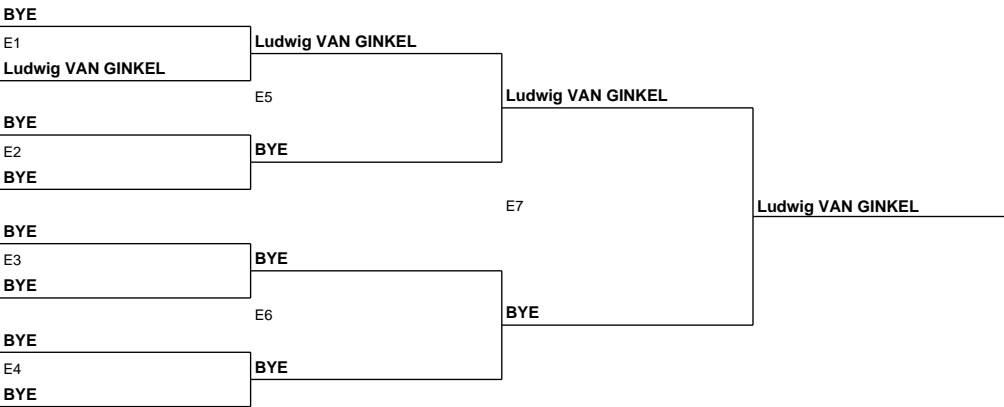 BYE
E1
Ludwig VAN GINKEL
Ludwig VAN GINKEL
E5
Ludwig VAN GINKEL
BYE
E2
BYE
BYE
E7
Ludwig VAN GINKEL
BYE
E3
BYE
BYE
E6
BYE
BYE
E4
BYE
BYE